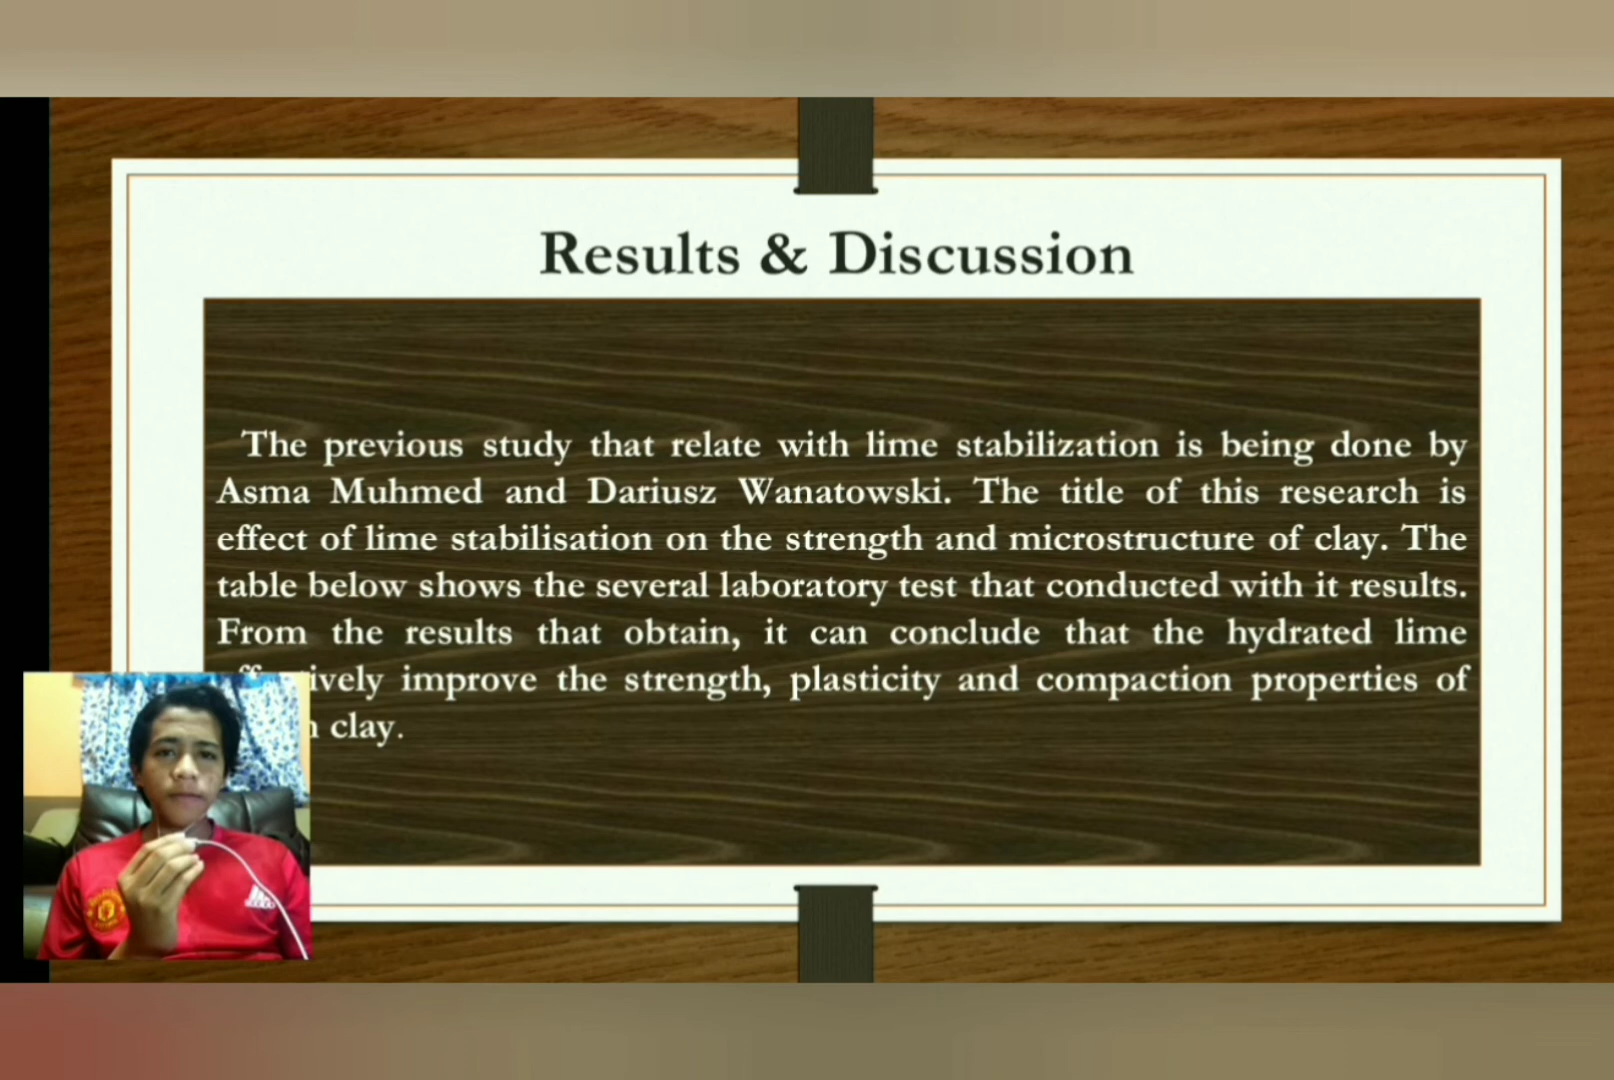 Results & Discussion
The previous study that relate with lime stabilization is being done by
Asma Muhmed and Dariusz Wanatowski. The title of this research is
effect of lime stabilisation on the strength and microstructure of clay. The
table below shows the several laboratory test that conducted with it results.
From the results that obtain, it can conclude that the hydrated lime
improve the strength, plasticity and compaction properties of
clay.